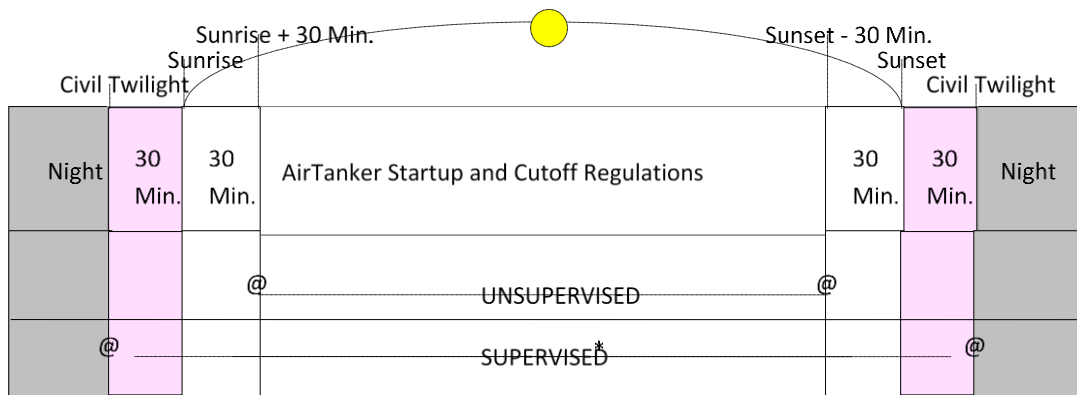 Sunrise + 30 Min.
Sunset - 30 Min.
Sunrise
Sunset
Civil Twilight
Civil Twilight
Night
30
Min.
30
Min.
AirTanker Startup and Cutoff Regulations
30
Min.
30
Min.
Night
@
@
UNSUPERVISED
@
@
SUPERVISED*